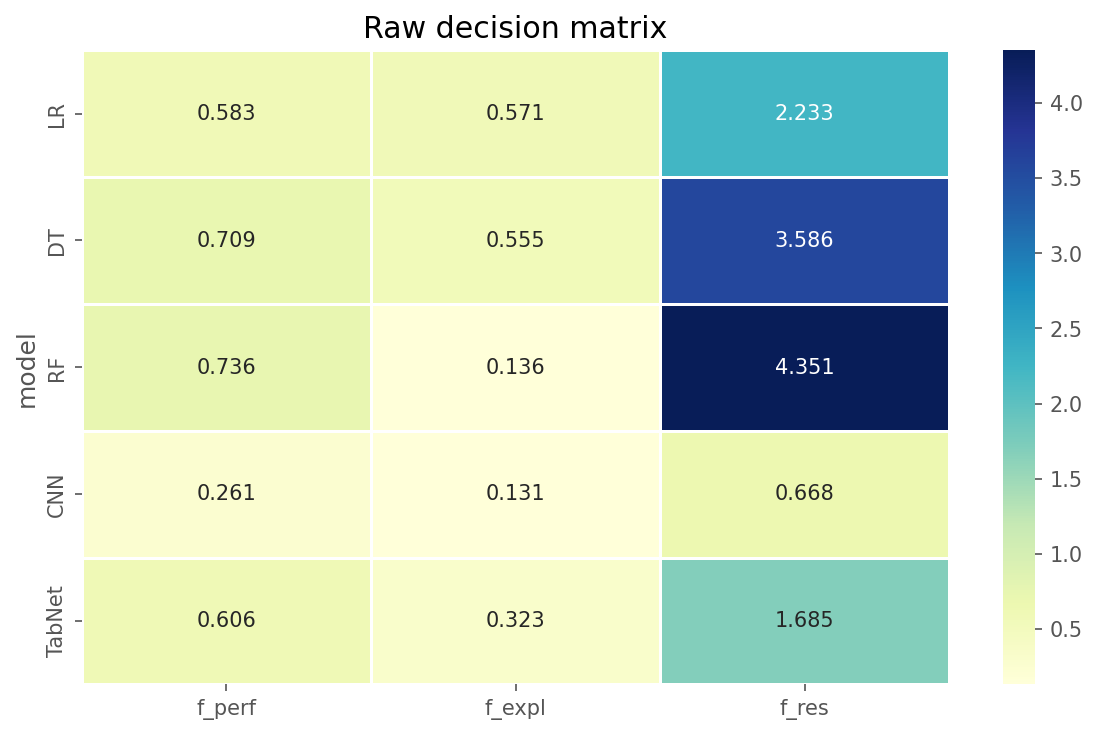 Raw decision matrix
model
LR 0.583 0.571 2.233
DT 0.709 0.555 3.586
RF 0.736 0.136 4.351
CNN 0.261 0.131 0.668
TabNet 0.606 0.323 1.685
f_perf f_expl f_res
4.0
3.5
3.0
2.5
2.0
1.5
1.0
0.5